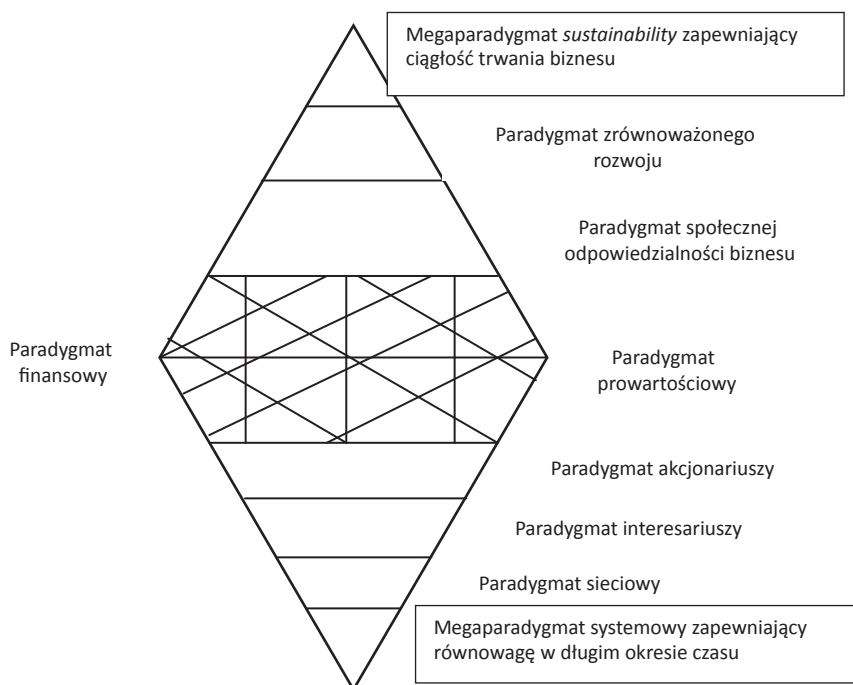 Megaparadygmat sustainability zapewniający
ciągłość trwania biznesu
Paradygmat zrównoważonego
rozwoju
Paradygmat społecznej
odpowiedzialności biznesu
Paradygmat
finansowy
Paradygmat
prowartościowy
Paradygmat akcjonariuszy
Paradygmat interesariuszy
Paradygmat sieciowy
Megaparadygmat systemowy zapewniający
równowagę w długim okresie czasu